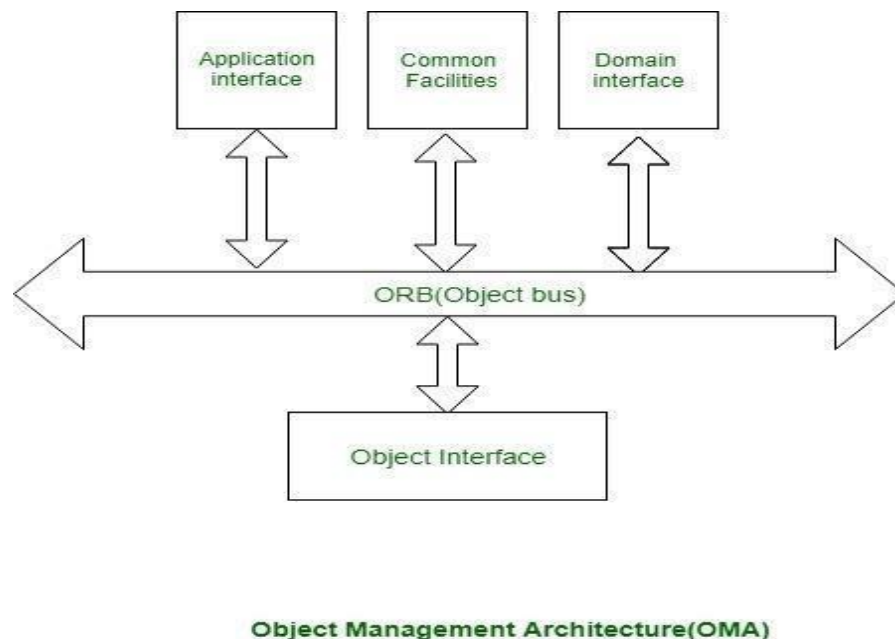 Application
interface
Common
Facilities
Domain
interface
ORB(Object bus)
Object Interface
Object Management Architecture(OMA)